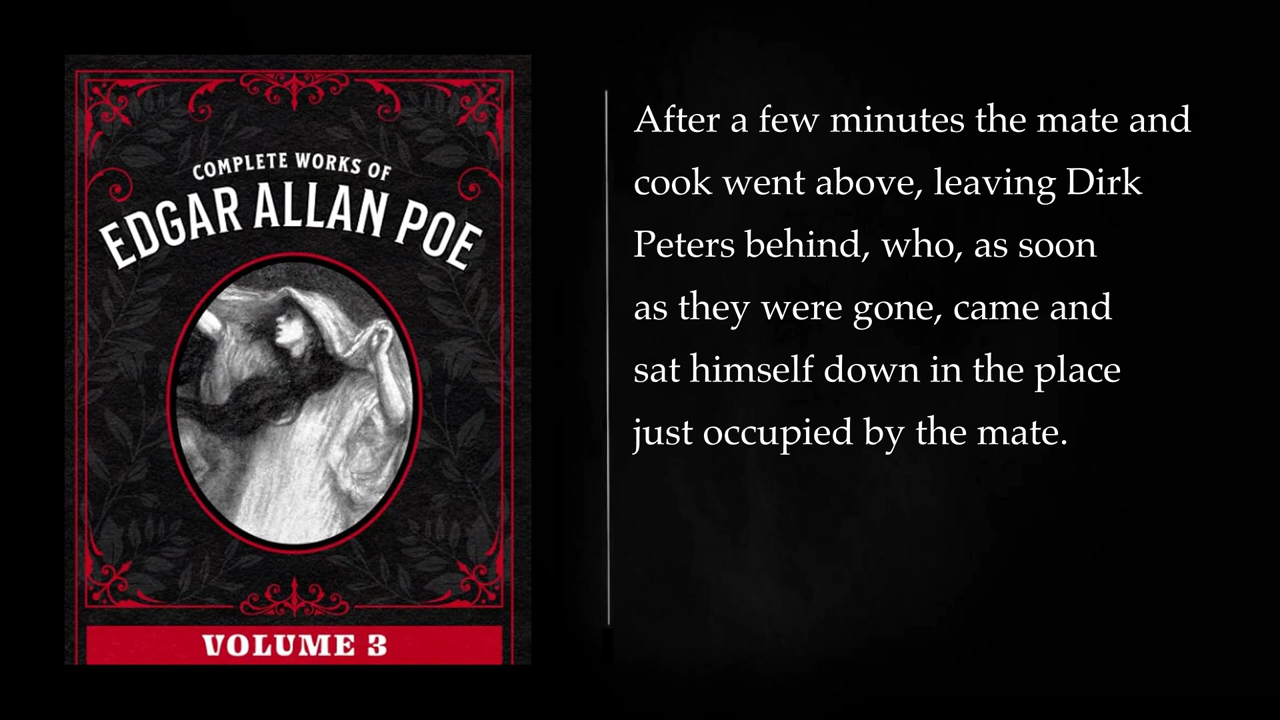 COMPLETE WORKS OF
EDGAR ALLAN POE
VOLUME 3
After a few minutes the mate and
cook went above, leaving Dirk
Peters behind, who, as soon
as they were gone, came and
sat himself down in the place
just occupied by the mate.